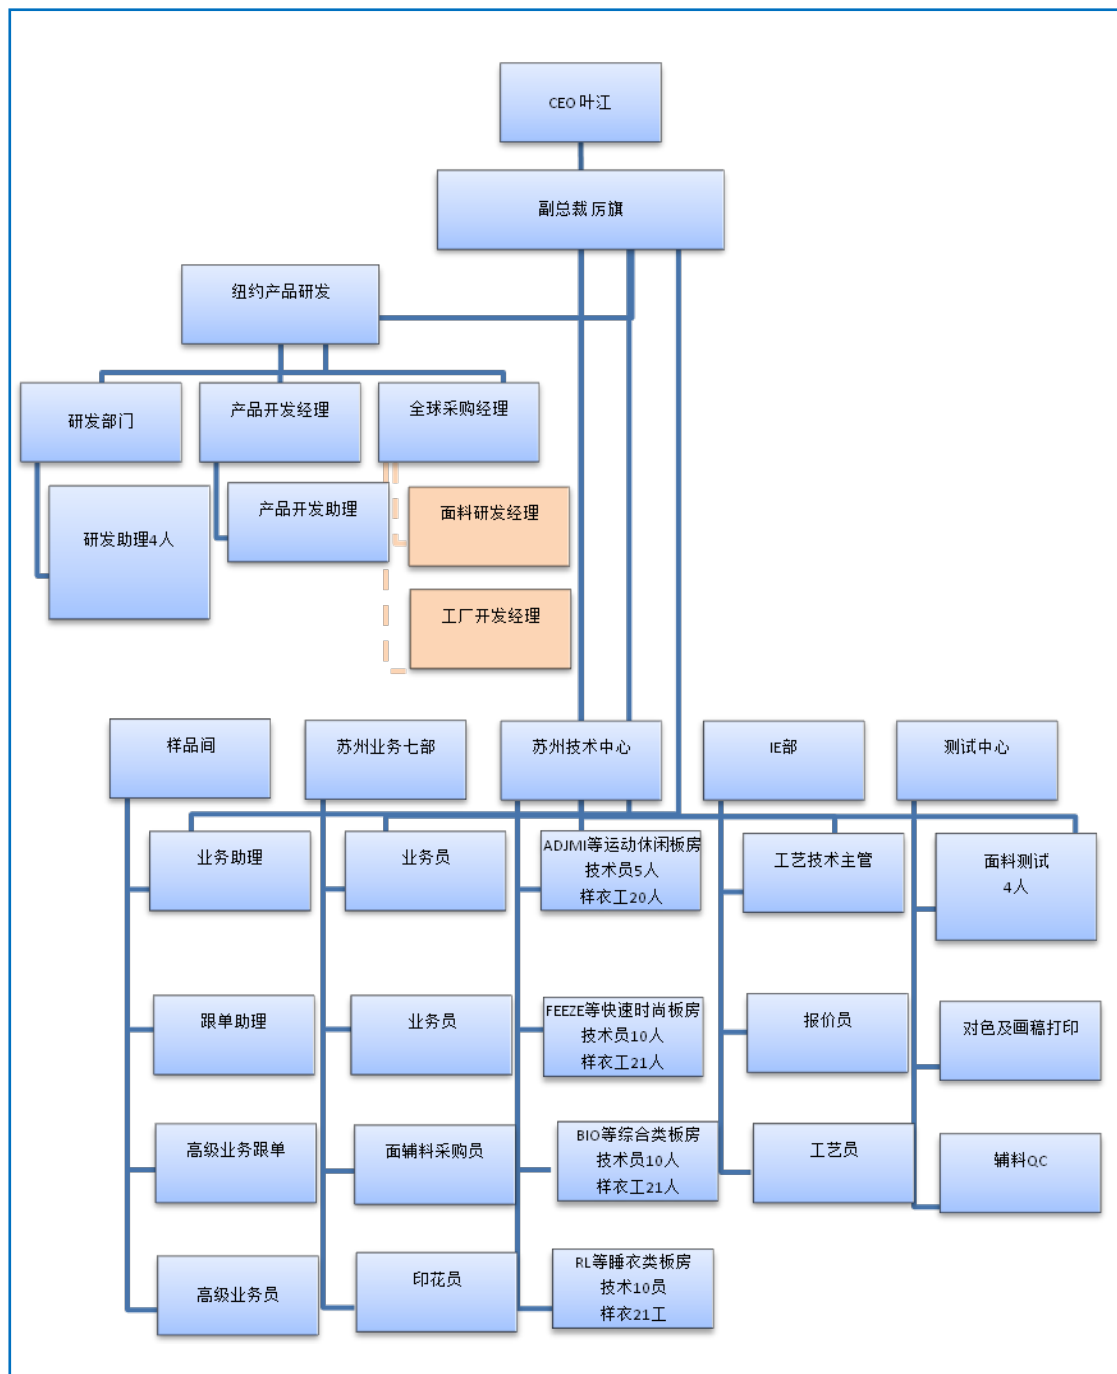 CEO 叶江
副总裁 厉旗
纽约产品研发
研发部门
产品开发经理
全球采购经理
研发助理4人
产品开发助理
面料研发经理
工厂开发经理
样品间
苏州业务七部
苏州技术中心
IE部
测试中心
业务助理
业务员
ADJMI等运动休闲板房
技术员5人
样衣工20人
工艺技术主管
面料测试
4人
跟单助理
业务员
FEEZE等快速时尚板房
技术员10人
样衣工21人
报价员
对色及画稿打印
高级业务跟单
面辅料采购员
BIO等综合类板房
技术员10人
样衣工21人
工艺员
辅料QC
高级业务员
印花员
RL等睡衣类板房
技术10员
样衣21工